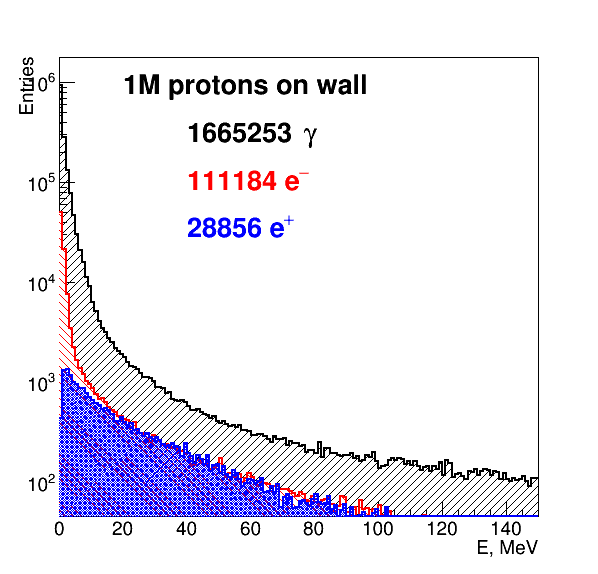 1M protons on wall
1665253 γ
111184 e⁻
28856 e⁺
Entries
10⁶
10⁵
10⁴
10³
10²
0 20 40 60 80 100 120 140
E, MeV